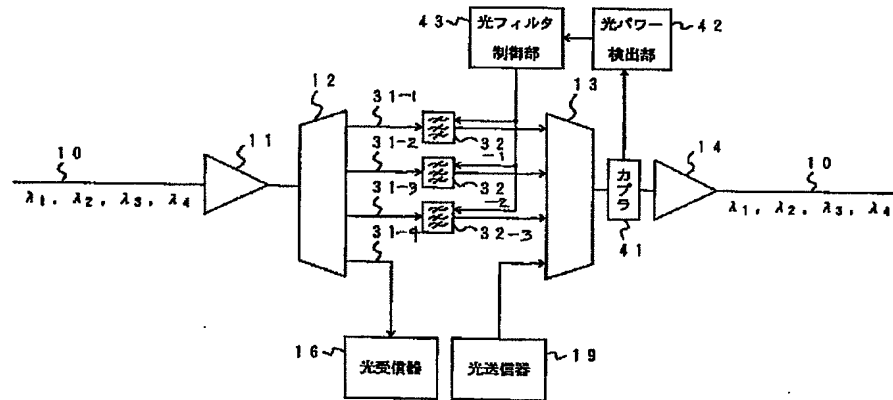 43
光フィルタ
制御部
光パワー
検出部
42
12
13
31-1
11
31-2
32
-1
14
10
31-3
32
-2
10
λ1, λ2, λ3, λ4
31-4
32-3
カプラ
41
λ1, λ2, λ3, λ4
16
光受信器
光送信器
19